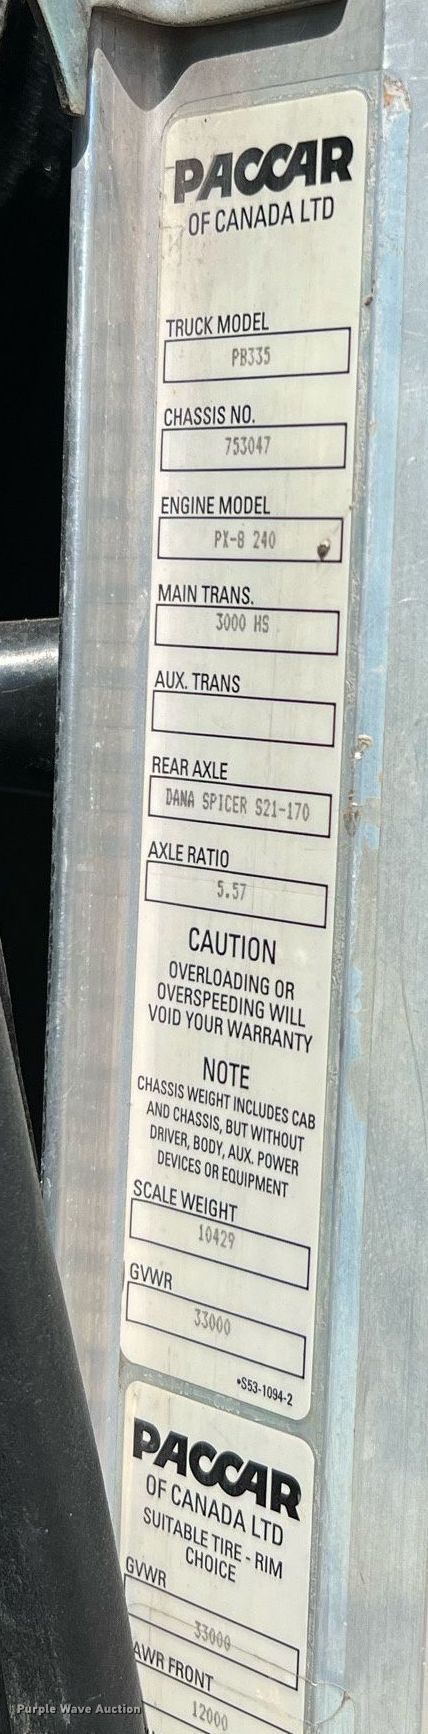 PACCAR
OF CANADA LTD
TRUCK MODEL
PB335
CHASSIS NO.
753047
ENGINE MODEL
PX-8 240
MAIN TRANS.
3000 HS
AUX. TRANS
REAR AXLE
DANA SPICER S21-170
AXLE RATIO
5.57
CAUTION
OVERLOADING OR
OVERSPEEDING WILL
VOID YOUR WARRANTY
NOTE
CHASSIS WEIGHT INCLUDES CAB
AND CHASSIS, BUT WITHOUT
DRIVER, BODY, AUX. POWER
DEVICES OR EQUIPMENT
SCALE WEIGHT
10429
GVWR
33000
*S53-1094-2
PACCAR
OF CANADA LTD
SUITABLE TIRE - RIM
CHOICE
GVWR
33000
AWR FRONT
12000
Purple Wave Auction